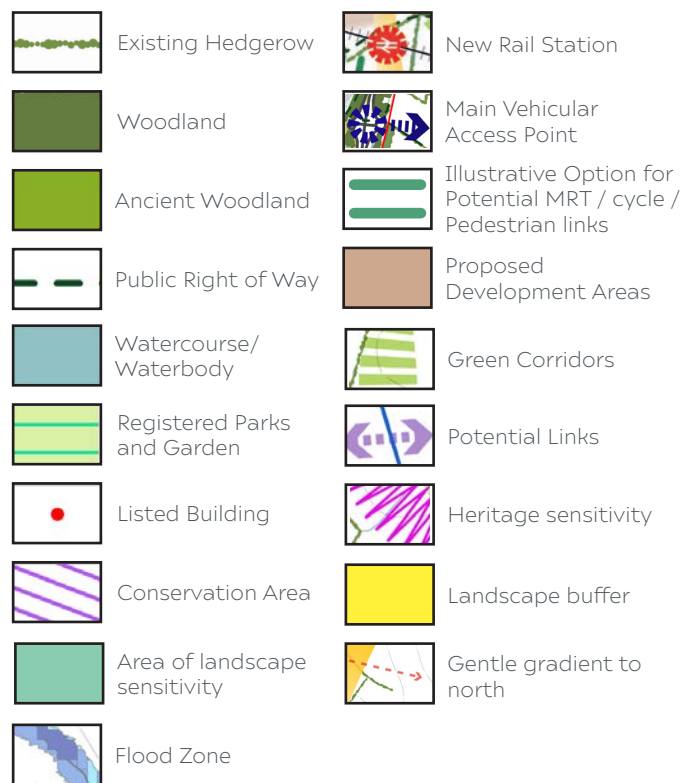 Existing Hedgerow
Woodland
Ancient Woodland
Public Right of Way
Watercourse/
Waterbody
Registered Parks
and Garden
Listed Building
Conservation Area
Area of landscape
sensitivity
Flood Zone
New Rail Station
Main Vehicular
Access Point
Illustrative Option for
Potential MRT / cycle /
Pedestrian links
Proposed
Development Areas
Green Corridors
Potential Links
Heritage sensitivity
Landscape buffer
Gentle gradient to
north